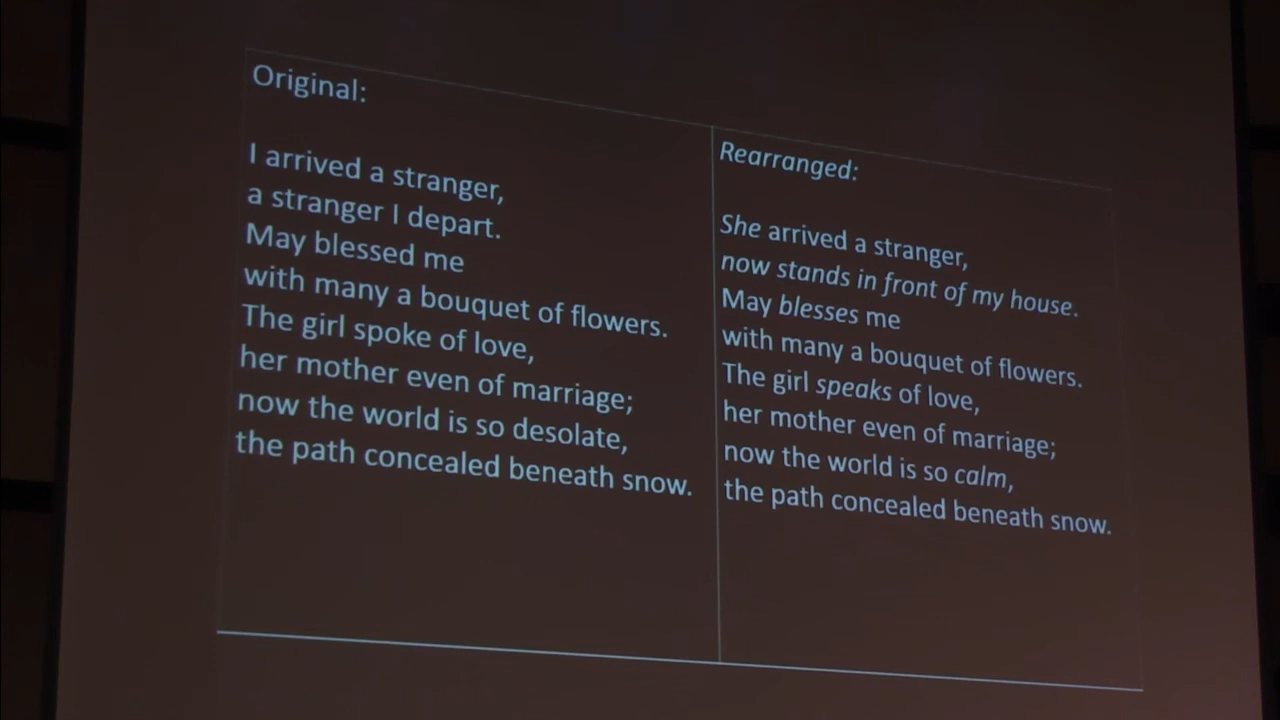 Original:
I arrived a stranger,
a stranger I depart.
May blessed me
with many a bouquet of flowers.
The girl spoke of love,
her mother even of marriage;
now the world is so desolate,
the path concealed beneath snow.
Rearranged:
She arrived a stranger,
now stands in front of my house.
May blesses me
with many a bouquet of flowers.
The girl speaks of love,
her mother even of marriage;
now the world is so calm,
the path concealed beneath snow.